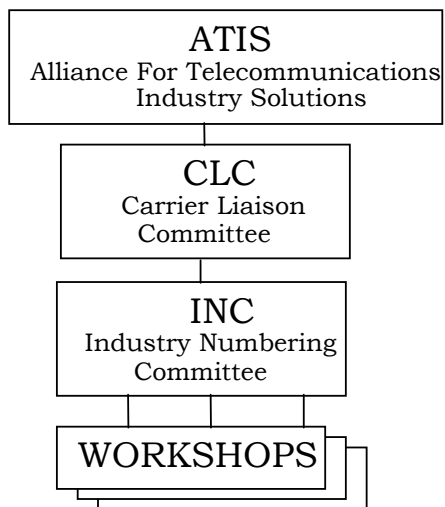 ATIS
Alliance For Telecommunications
Industry Solutions
CLC
Carrier Liaison
Committee
INC
Industry Numbering
Committee
WORKSHOPS